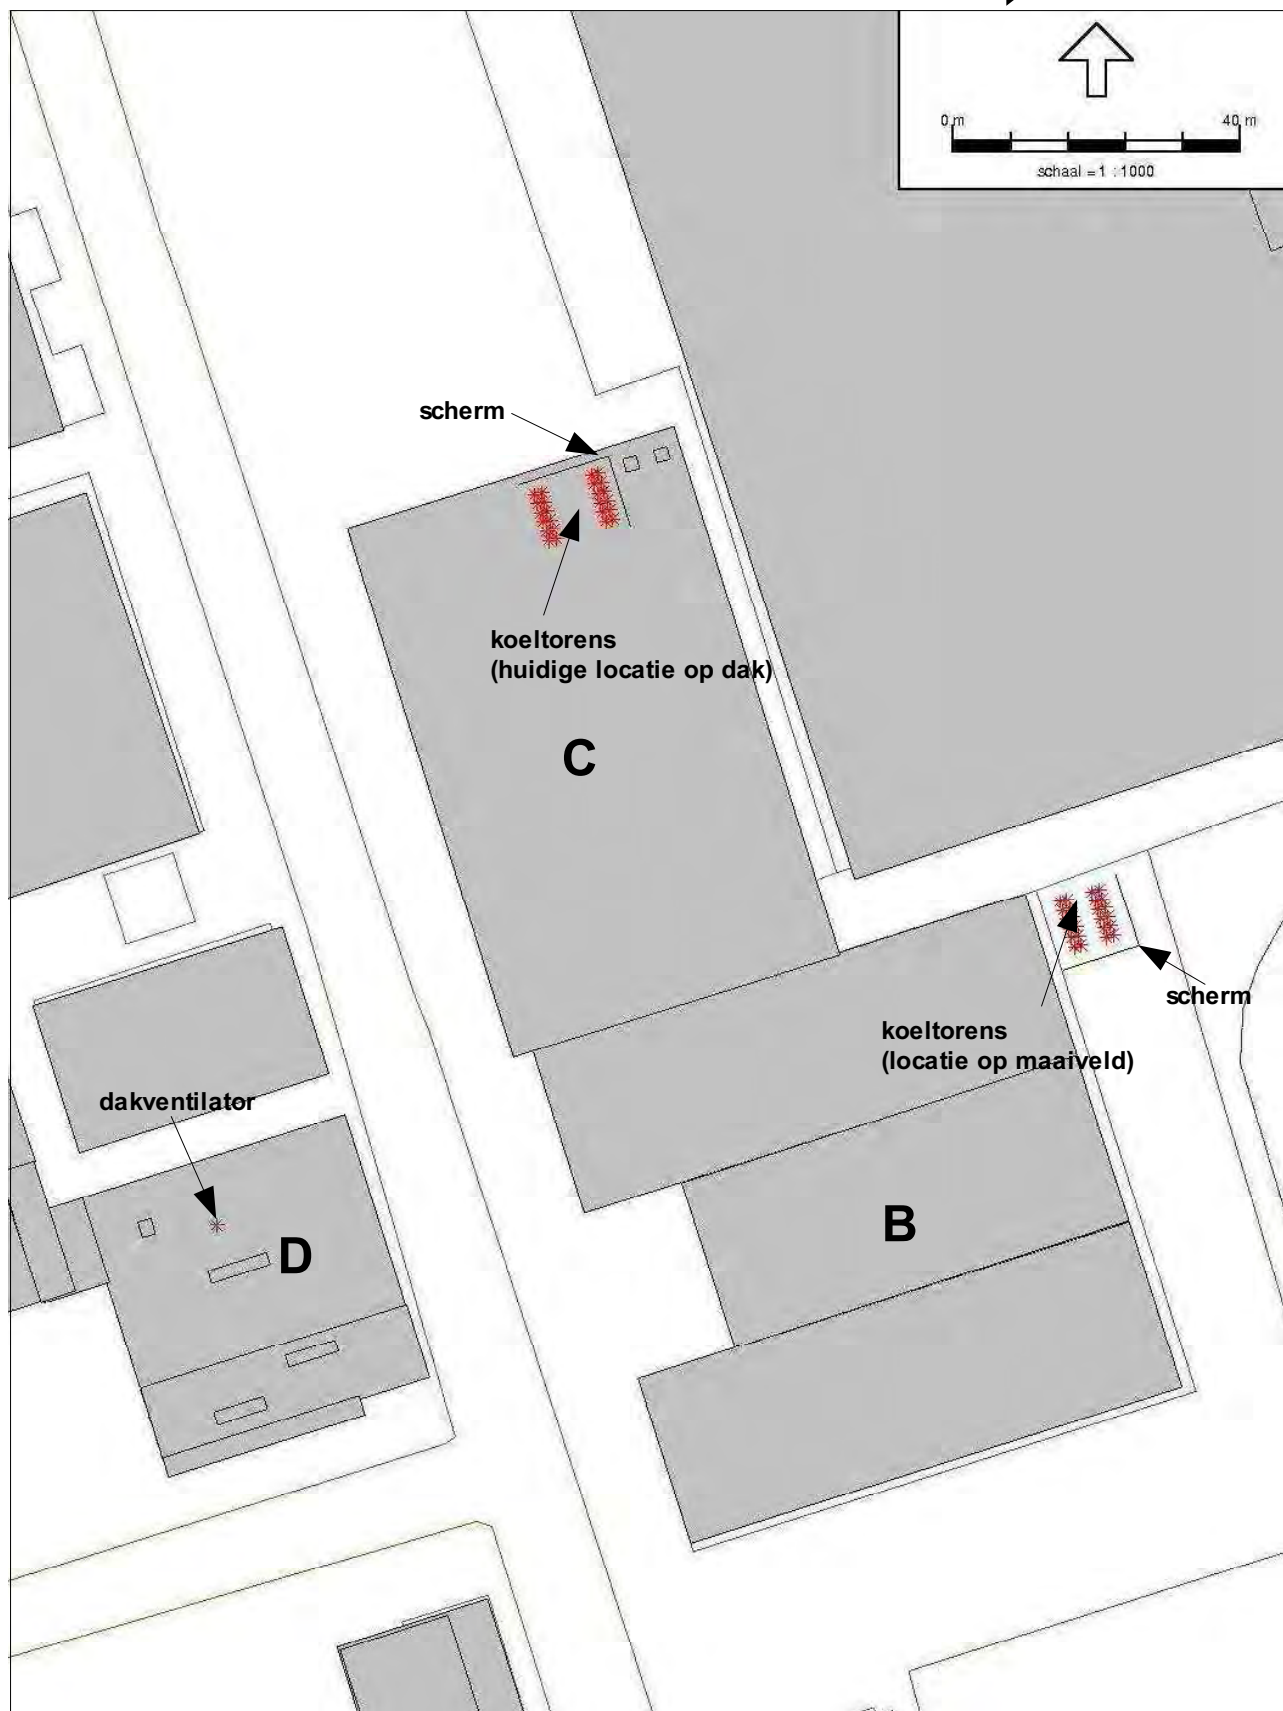 0 m 40 m
schaal = 1 : 1000
scherm
koeltorens
(huidige locatie op dak)
C
scherm
koeltorens
(locatie op maaiveld)
dakventilator
B
D